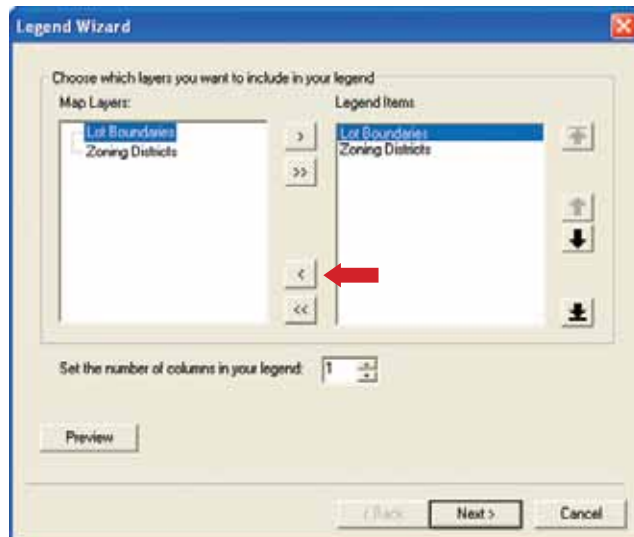 Legend Wizard
Choose which layers you want to include in your legend
Map Layers:
Legend Items
Lot Boundaries
Zoning Districts
>
>>
<
<<
Lot Boundaries
Zoning Districts
Set the number of columns in your legend:
1
Preview
< Back
Next >
Cancel